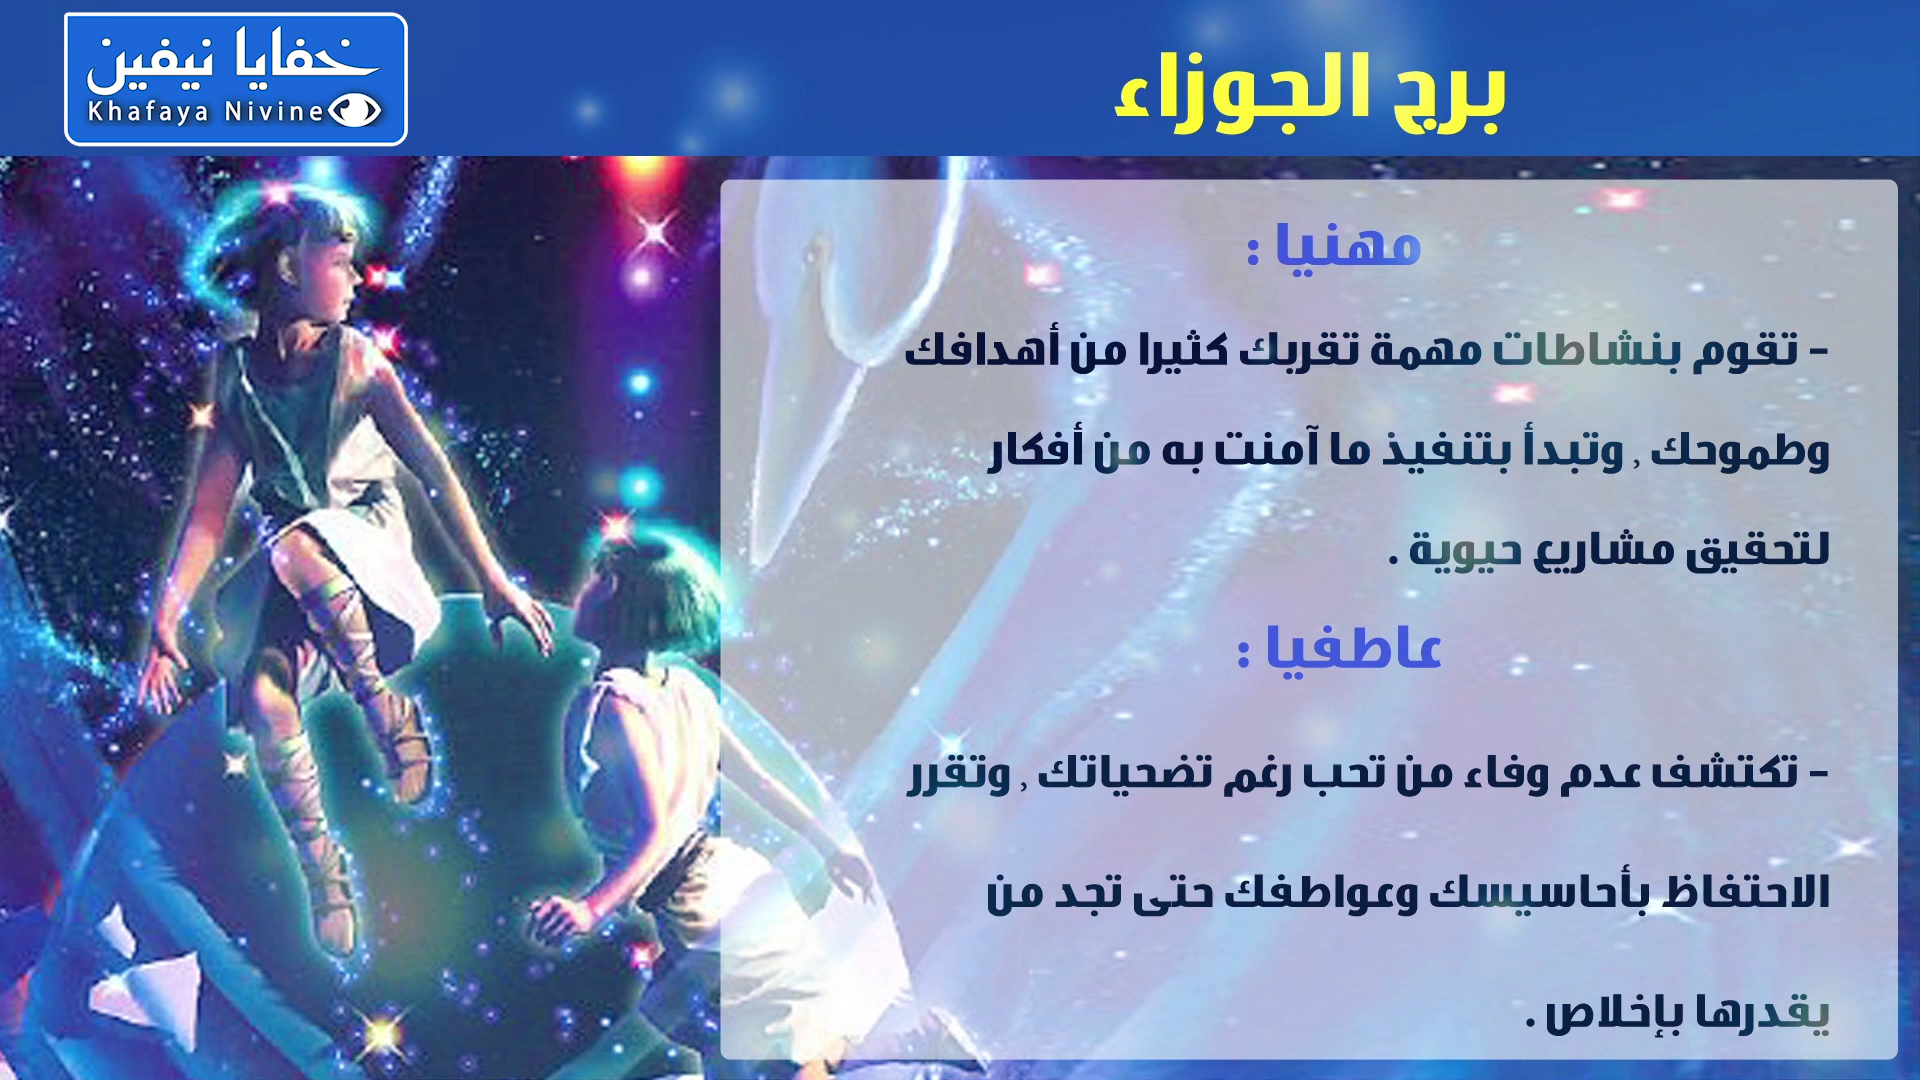 خفايا نيفين
Khafaya Nivine
برج الجوزاء
مهنيا :
- تقوم بنشاطات مهمة تقربك كثيرا من أهدافك
وطموحك , وتبدأ بتنفيذ ما آمنت به من أفكار
لتحقيق مشاريع حيوية .
عاطفيا :
- تكتشف عدم وفاء من تحب رغم تضحياتك , وتقرر
الاحتفاظ بأحاسيسك وعواطفك حتى تجد من
يقدرها بإخلاص .